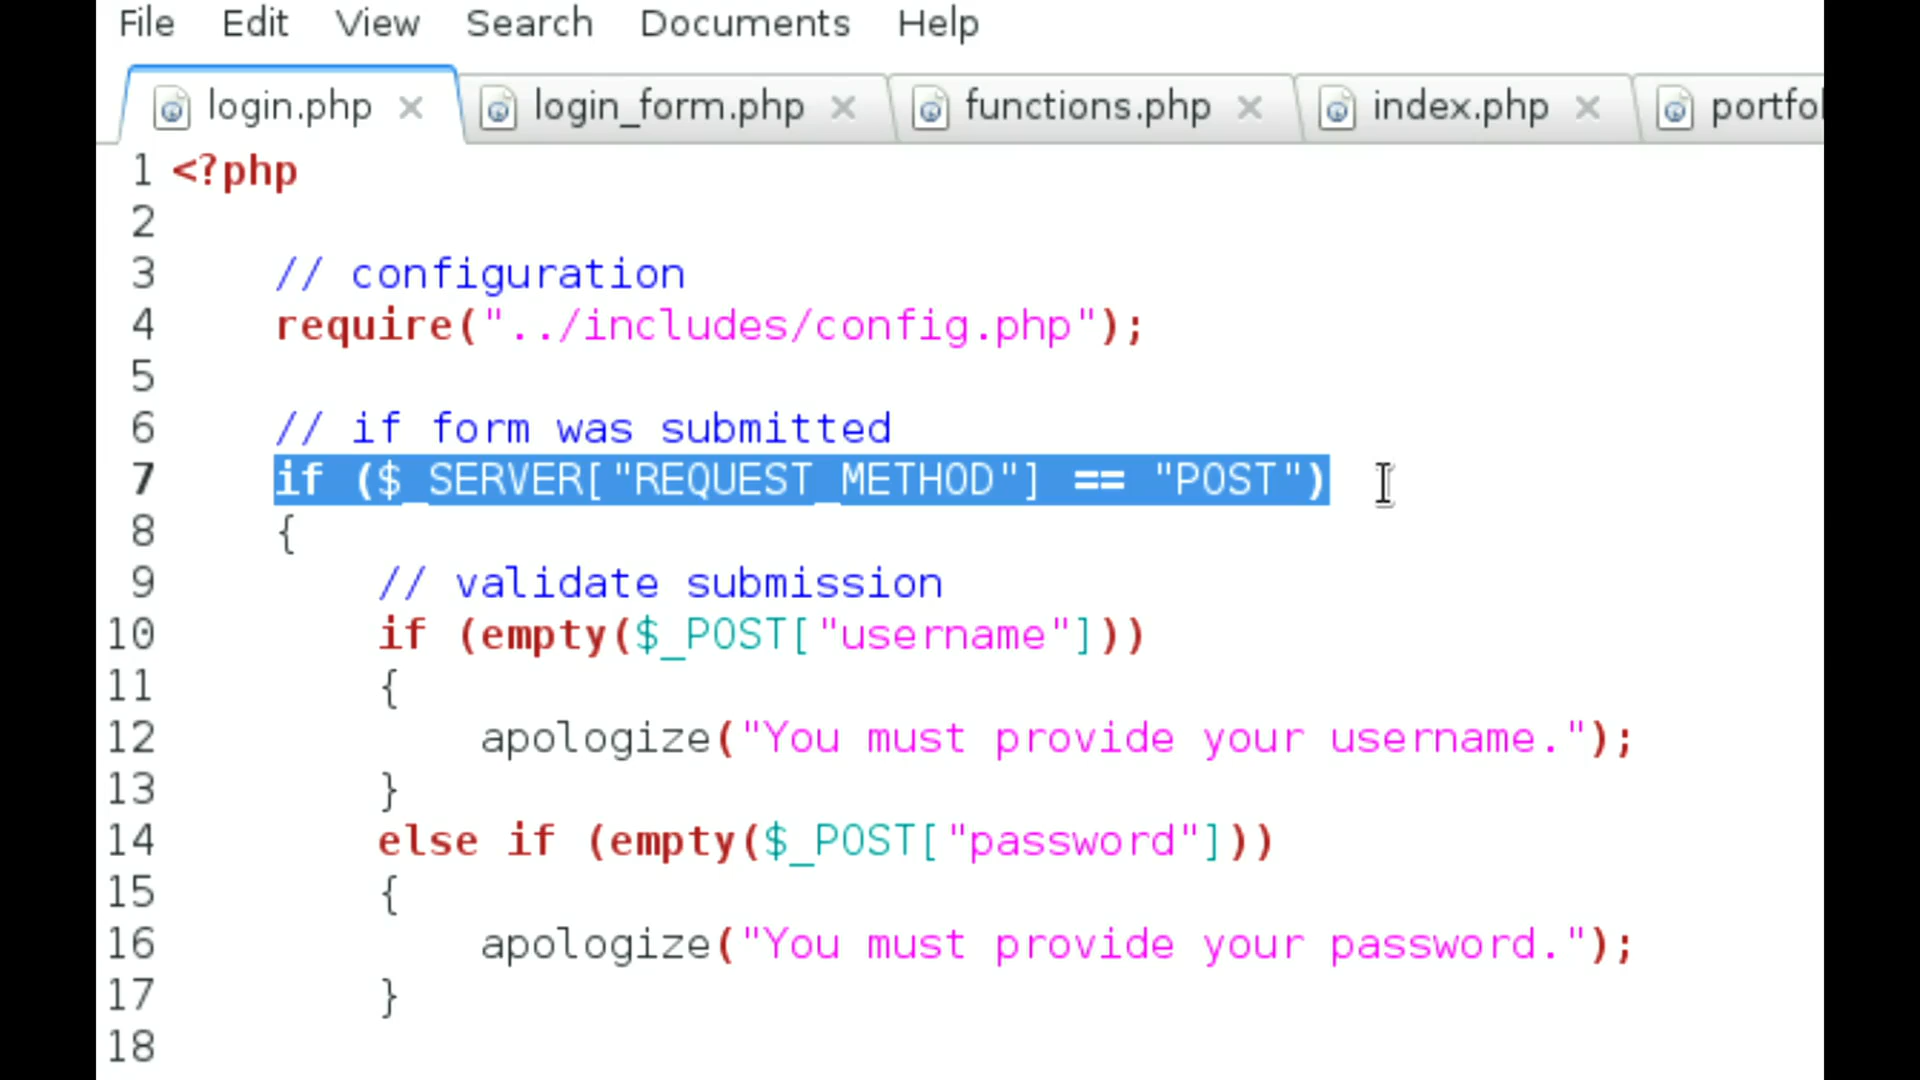 File Edit View Search Documents Help
login.php login_form.php functions.php index.php portfol
1 <?php
2
3 // configuration
4 require("../includes/config.php");
5
6 // if form was submitted
7 if ($_SERVER["REQUEST_METHOD"] == "POST")
8 {
9 // validate submission
10 if (empty($_POST["username"]))
11 {
12 apologize("You must provide your username.");
13 }
14 else if (empty($_POST["password"]))
15 {
16 apologize("You must provide your password.");
17 }
18